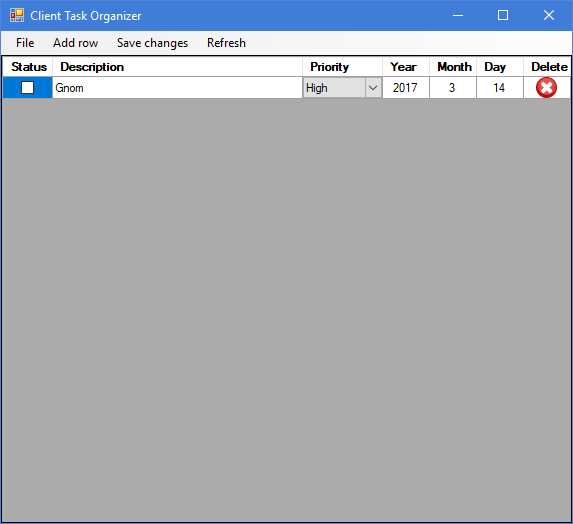 Client Task Organizer
File Add row Save changes Refresh
Status Description Priority Year Month Day Delete
Gnom High 2017 3 14